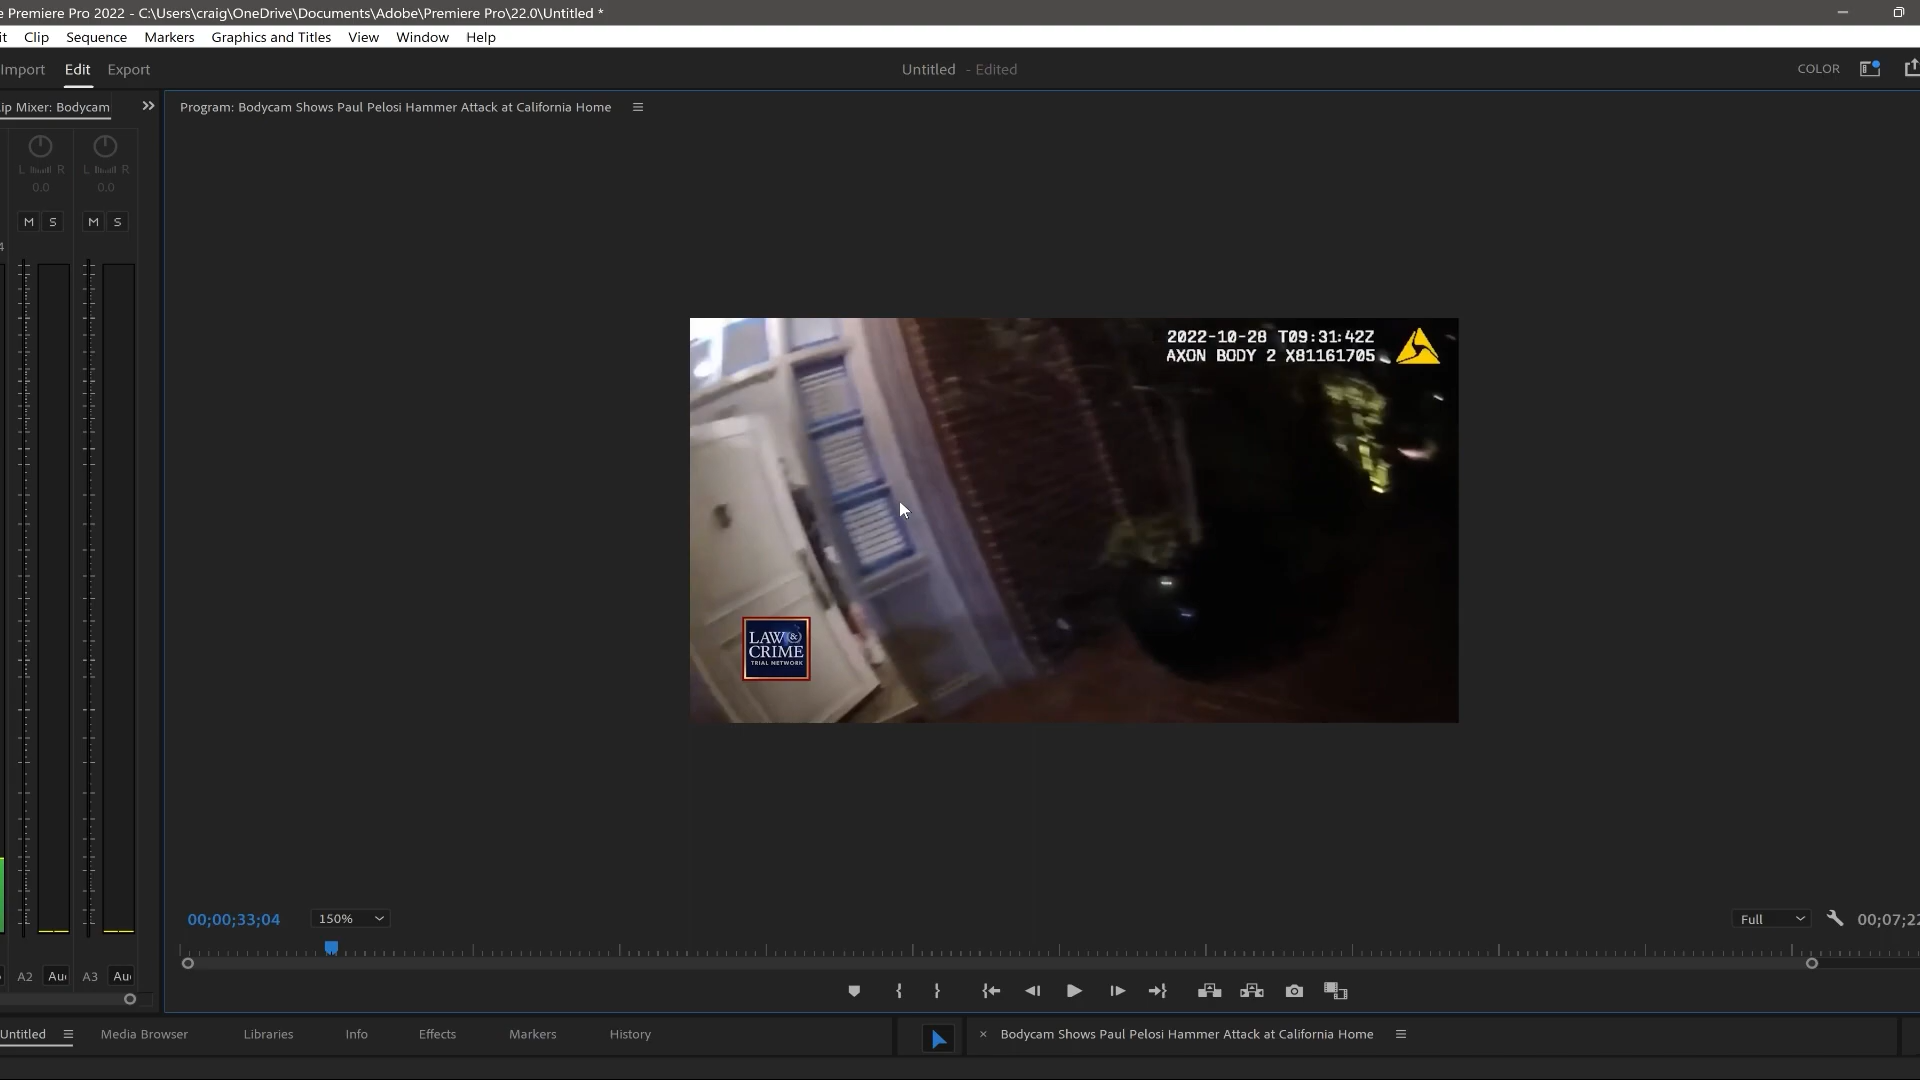 e Premiere Pro 2022 - C:\Users\craig\OneDrive\Documents\Adobe\Premiere Pro\22.0\Untitled *
it Clip Sequence Markers Graphics and Titles View Window Help
Import Edit Export Untitled - Edited COLOR
ip Mixer: Bodycam Program: Bodycam Shows Paul Pelosi Hammer Attack at California Home
L R L R
0.0 0.0
M S M S
4
2022-10-28 T09:31:42Z
AXON BODY 2 X81161705
LAW &
CRIME
TRIAL NETWORK
00;00;33;04 150% Full 00;07;22
A2 Au A3 Au
Untitled Media Browser Libraries Info Effects Markers History × Bodycam Shows Paul Pelosi Hammer Attack at California Home